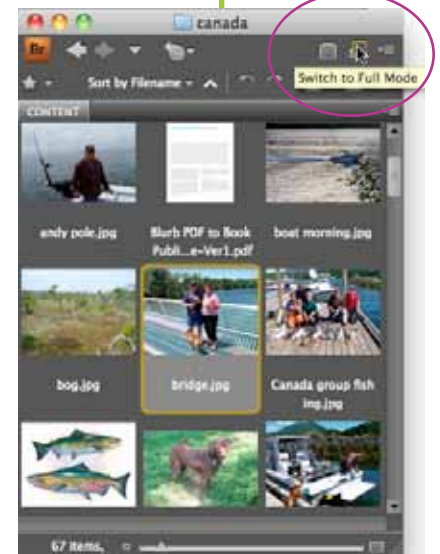 canada
Br
Sort by Filename
Switch to Full Mode
CONTENT
andy pole.jpg
Blurb PDF to Book
Publi...e-Ver1.pdf
boat morning.jpg
bog.jpg
bridge.jpg
Canada group fish
ing.jpg
67 items,